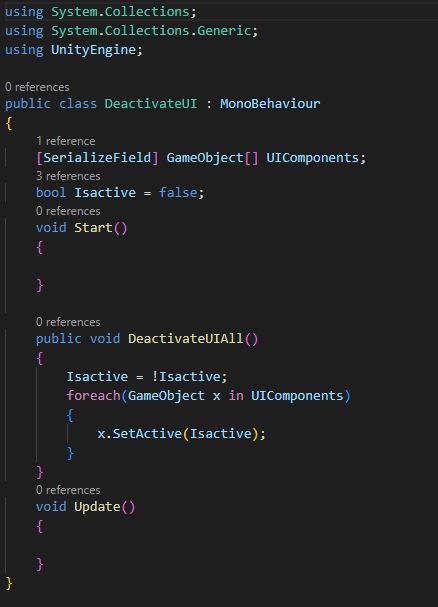 using System.Collections;
using System.Collections.Generic;
using UnityEngine;
0 references
public class DeactivateUI : MonoBehaviour
{
1 reference
[SerializeField] GameObject[] UIComponents;
3 references
bool Isactive = false;
0 references
void Start()
{
}
0 references
public void DeactivateUIAll()
{
Isactive = !Isactive;
foreach(GameObject x in UIComponents)
{
x.SetActive(Isactive);
}
}
0 references
void Update()
{
}
}